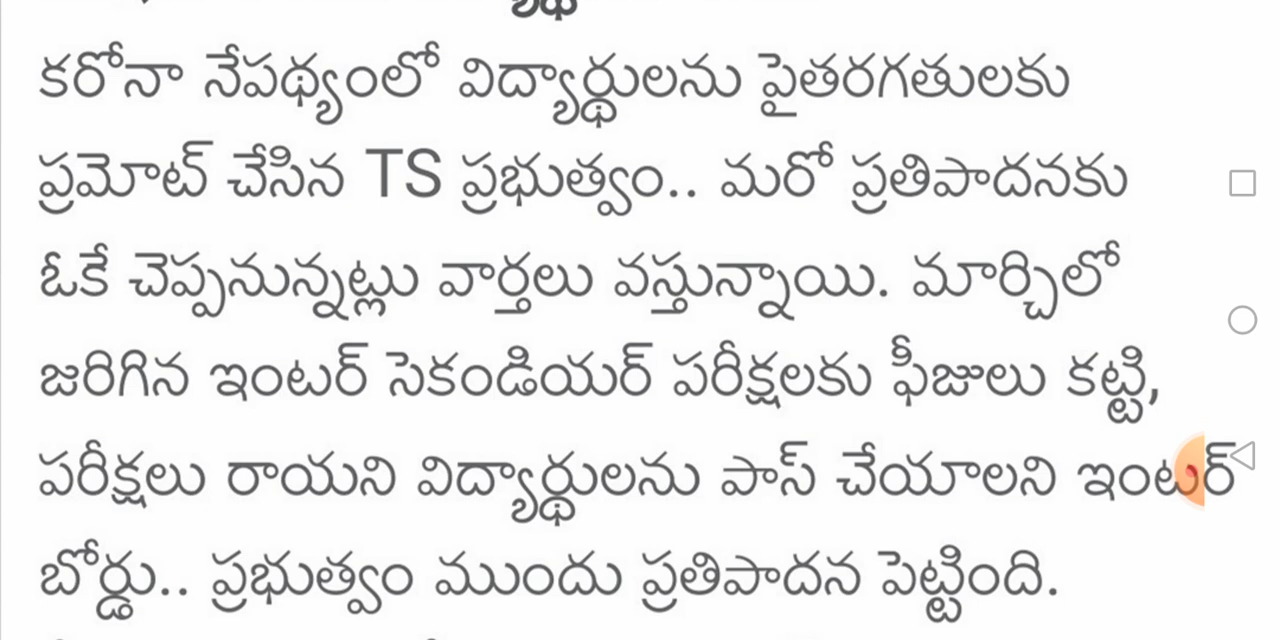 కరోనా నేపథ్యంలో విద్యార్థులను పైతరగతులకు
ప్రమోట్ చేసిన TS ప్రభుత్వం.. మరో ప్రతిపాదనకు
ఓకే చెప్పనున్నట్లు వార్తలు వస్తున్నాయి. మార్చిలో
జరిగిన ఇంటర్ సెకండియర్ పరీక్షలకు ఫీజులు కట్టి,
పరీక్షలు రాయని విద్యార్థులను పాస్ చేయాలని ఇంటర్
బోర్డు.. ప్రభుత్వం ముందు ప్రతిపాదన పెట్టింది.